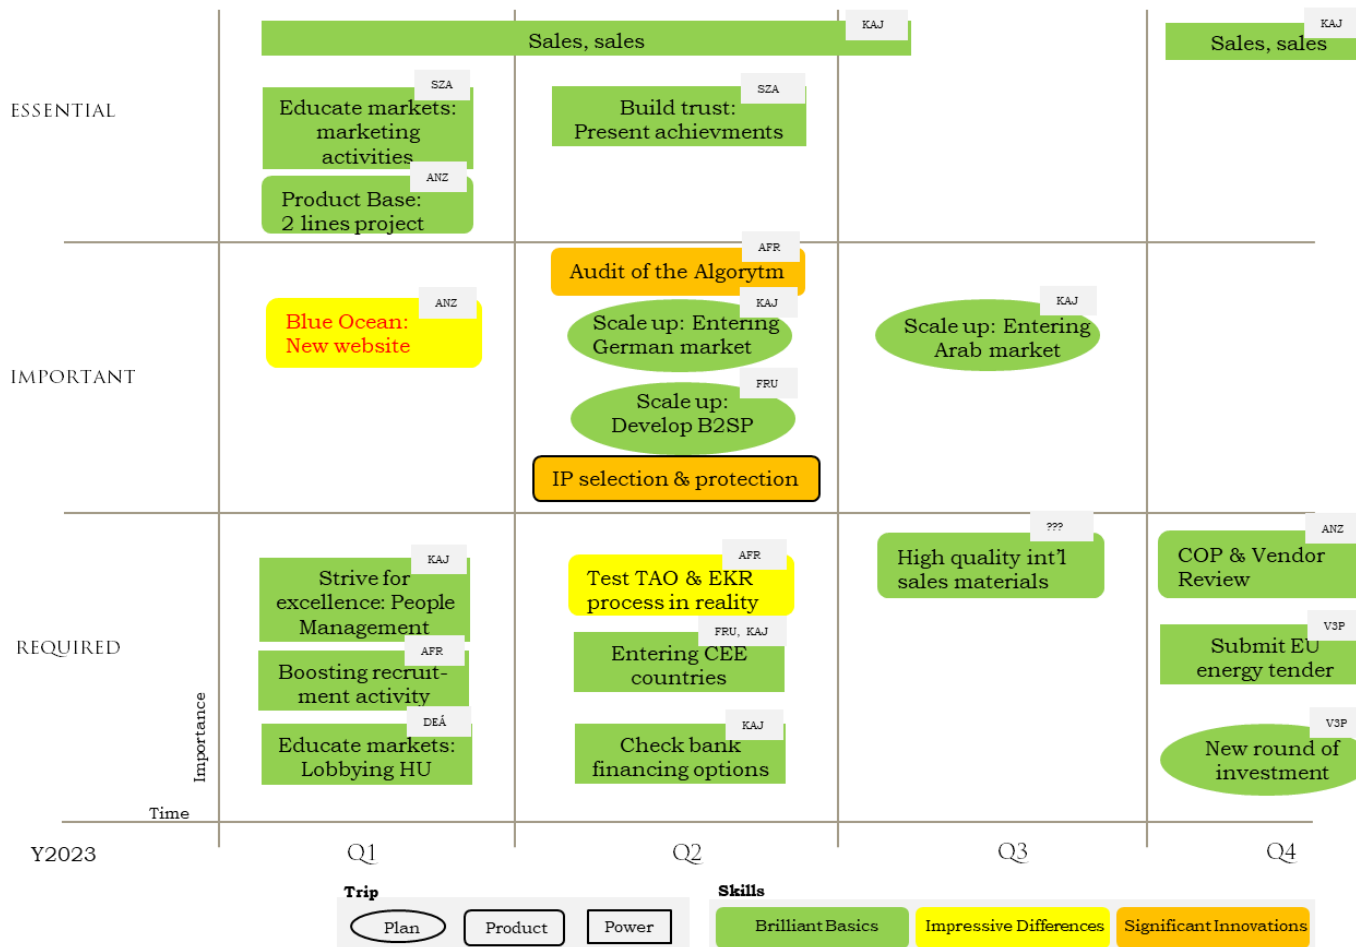 KAJ
Sales, sales
KAJ
Sales, sales
ESSENTIAL
SZA
Educate markets:
marketing
activities
SZA
Build trust:
Present achievments
ANZ
Product Base:
2 lines project
IMPORTANT
ANZ
Blue Ocean:
New website
AFR
Audit of the Algorytm
KAJ
Scale up: Entering
German market
KAJ
Scale up: Entering
Arab market
FRU
Scale up:
Develop B2SP
IP selection & protection
REQUIRED
KAJ
Strive for
excellence: People
Management
AFR
Test TAO & EKR
process in reality
???
High quality int'l
sales materials
ANZ
COP & Vendor
Review
AFR
Boosting recruit-
ment activity
FRU, KAJ
Entering CEE
countries
V3P
Submit EU
energy tender
DEÁ
Educate markets:
Lobbying HU
KAJ
Check bank
financing options
V3P
New round of
investment
Importance
Time
Y2023
Q1
Q2
Q3
Q4
Trip
Plan
Product
Power
Skills
Brilliant Basics
Impressive Differences
Significant Innovations